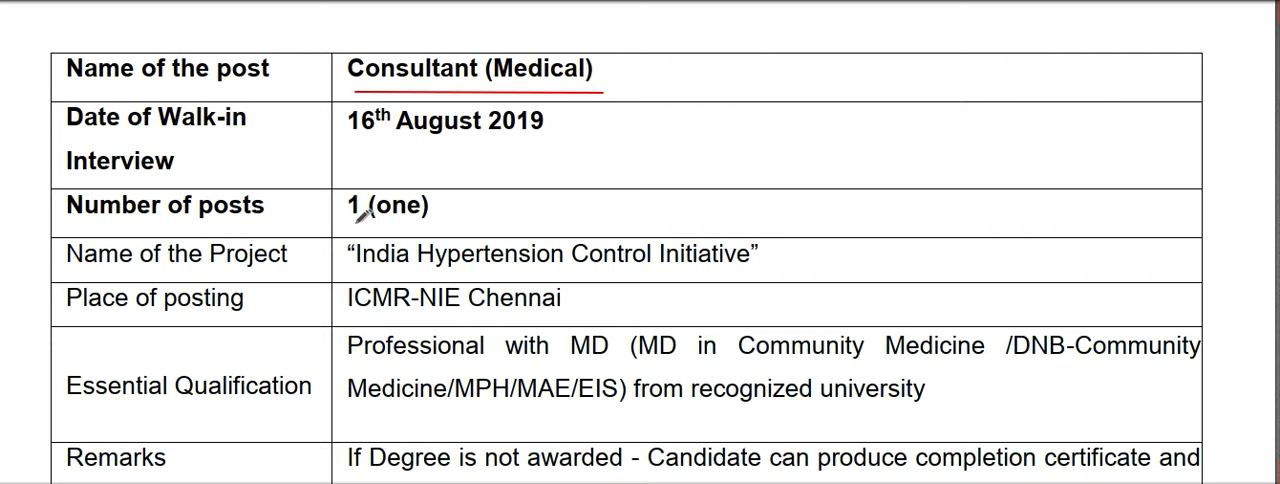 Name of the post Consultant (Medical)
Date of Walk-in Interview 16th August 2019
Number of posts 1 (one)
Name of the Project “India Hypertension Control Initiative”
Place of posting ICMR-NIE Chennai
Essential Qualification Professional with MD (MD in Community Medicine /DNB-Community
Medicine/MPH/MAE/EIS) from recognized university
Remarks If Degree is not awarded - Candidate can produce completion certificate and